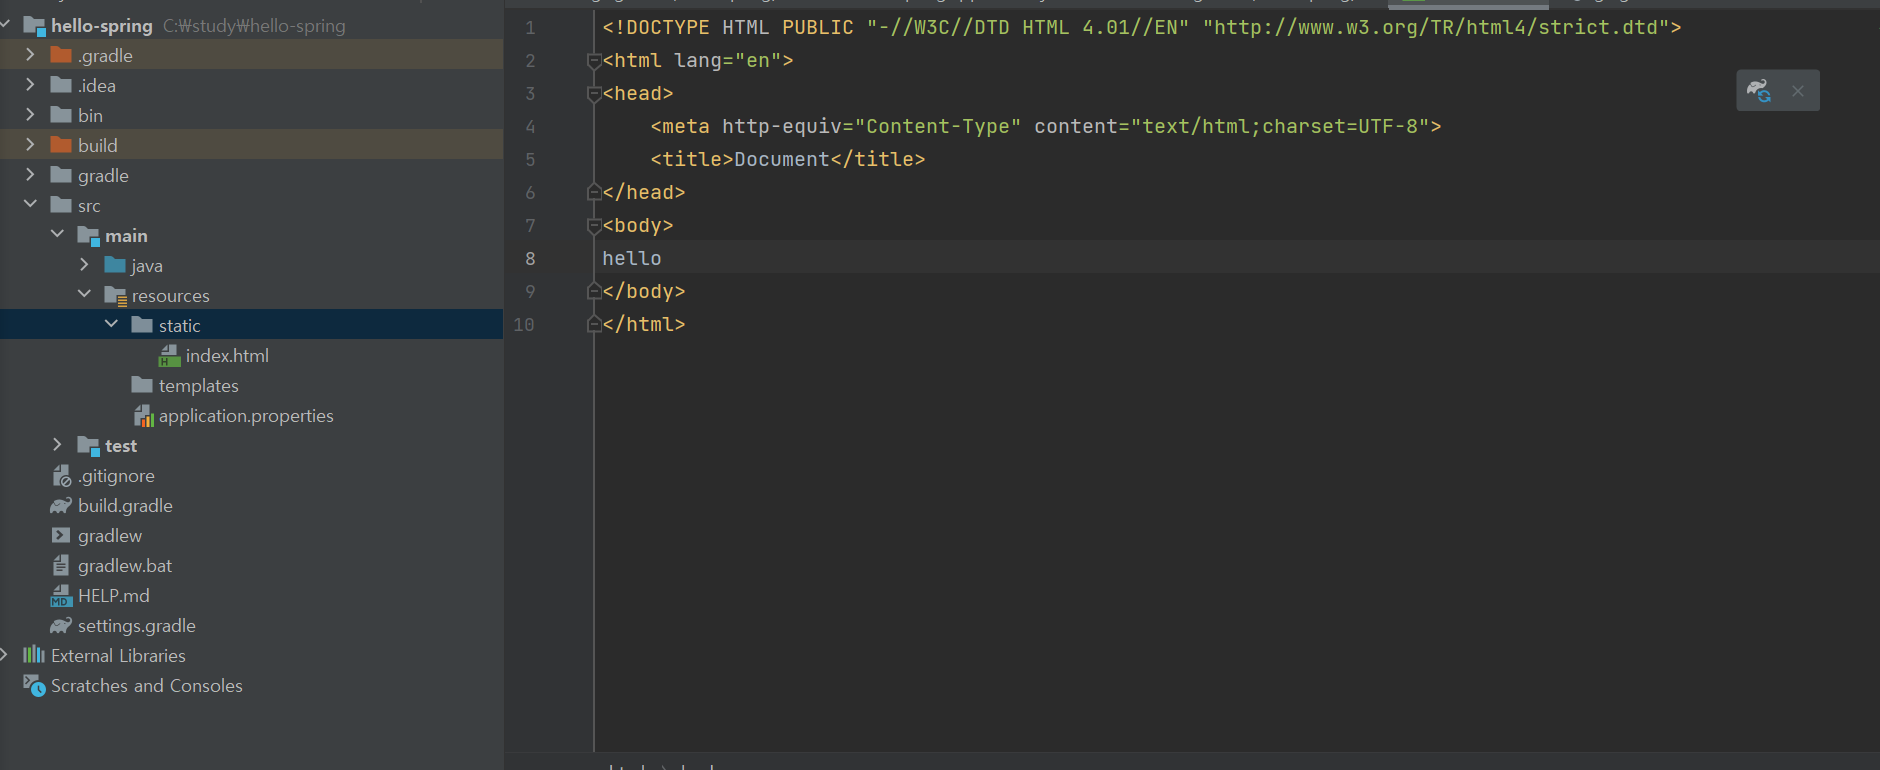 hello-spring C:₩study₩hello-spring
.gradle
.idea
bin
build
gradle
src
main
java
resources
static
index.html
templates
application.properties
test
.gitignore
build.gradle
gradlew
gradlew.bat
HELP.md
settings.gradle
External Libraries
Scratches and Consoles
1 <!DOCTYPE HTML PUBLIC "-//W3C//DTD HTML 4.01//EN" "http://www.w3.org/TR/html4/strict.dtd">
2 <html lang="en">
3 <head>
4 <meta http-equiv="Content-Type" content="text/html;charset=UTF-8">
5 <title>Document</title>
6 </head>
7 <body>
8 hello
9 </body>
10 </html>